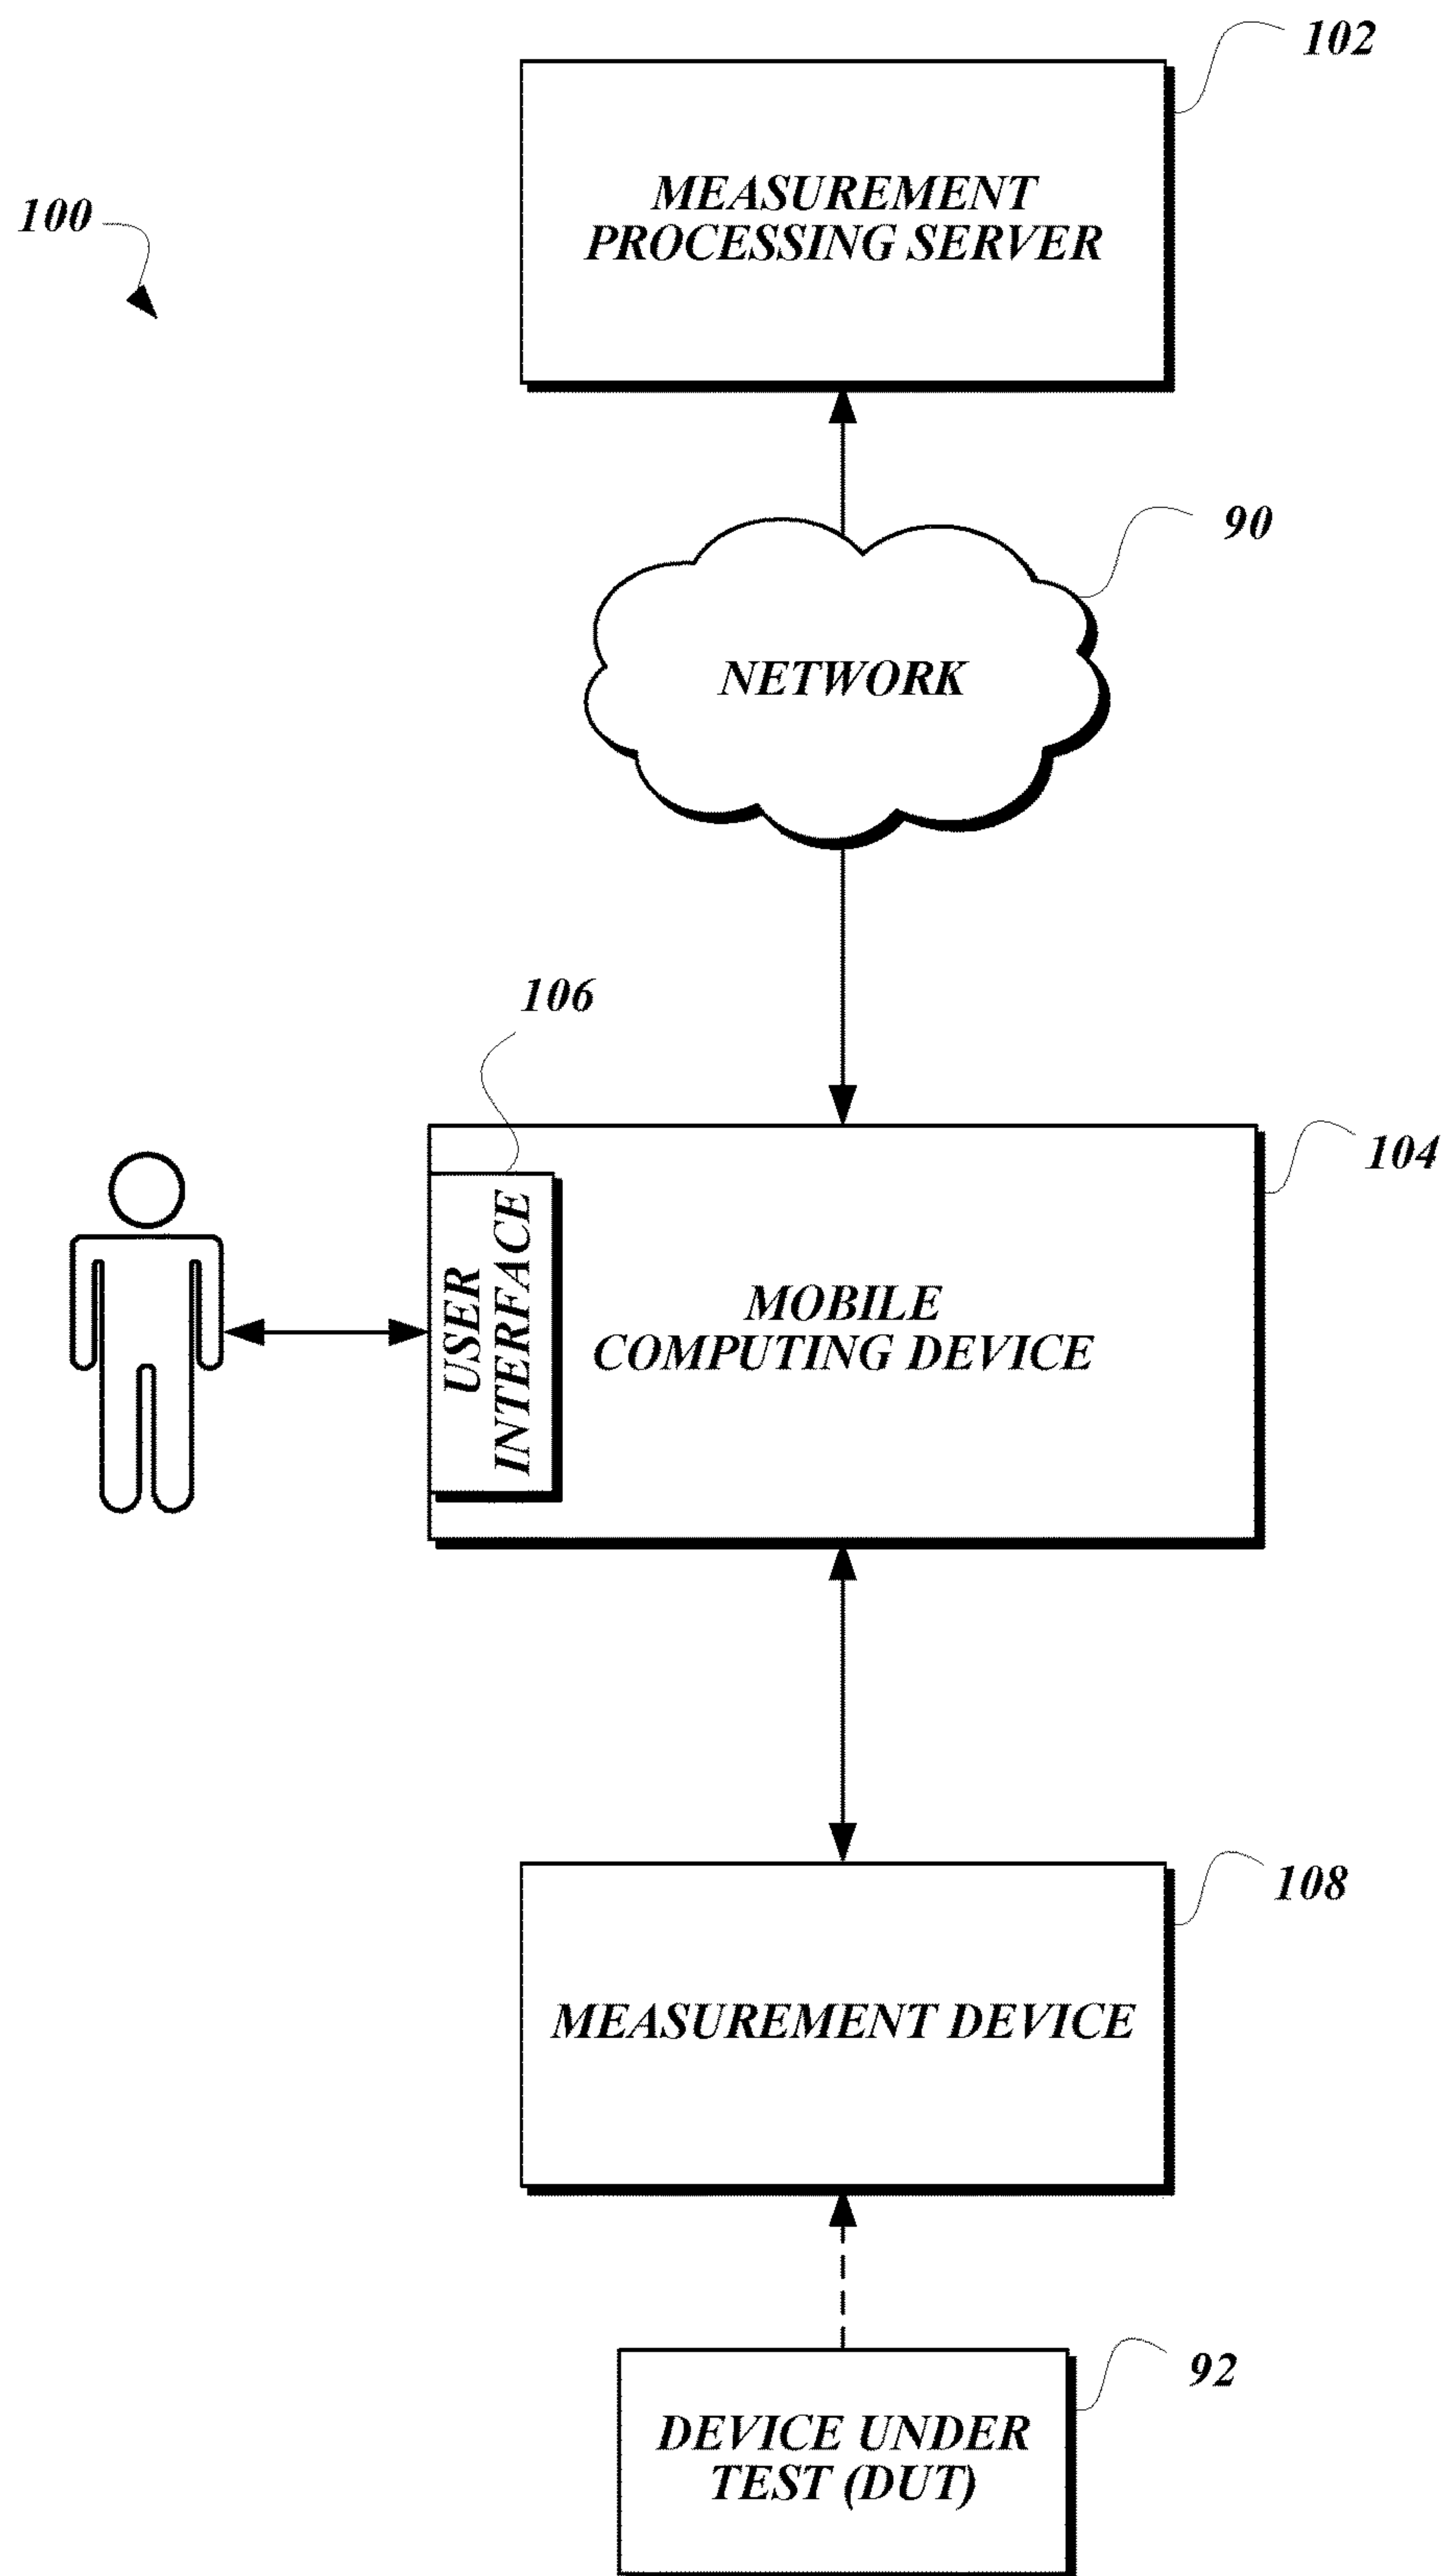 102
100
MEASUREMENT
PROCESSING SERVER
90
NETWORK
106
104
USER
INTERFACE
MOBILE
COMPUTING DEVICE
108
MEASUREMENT DEVICE
92
DEVICE UNDER
TEST (DUT)